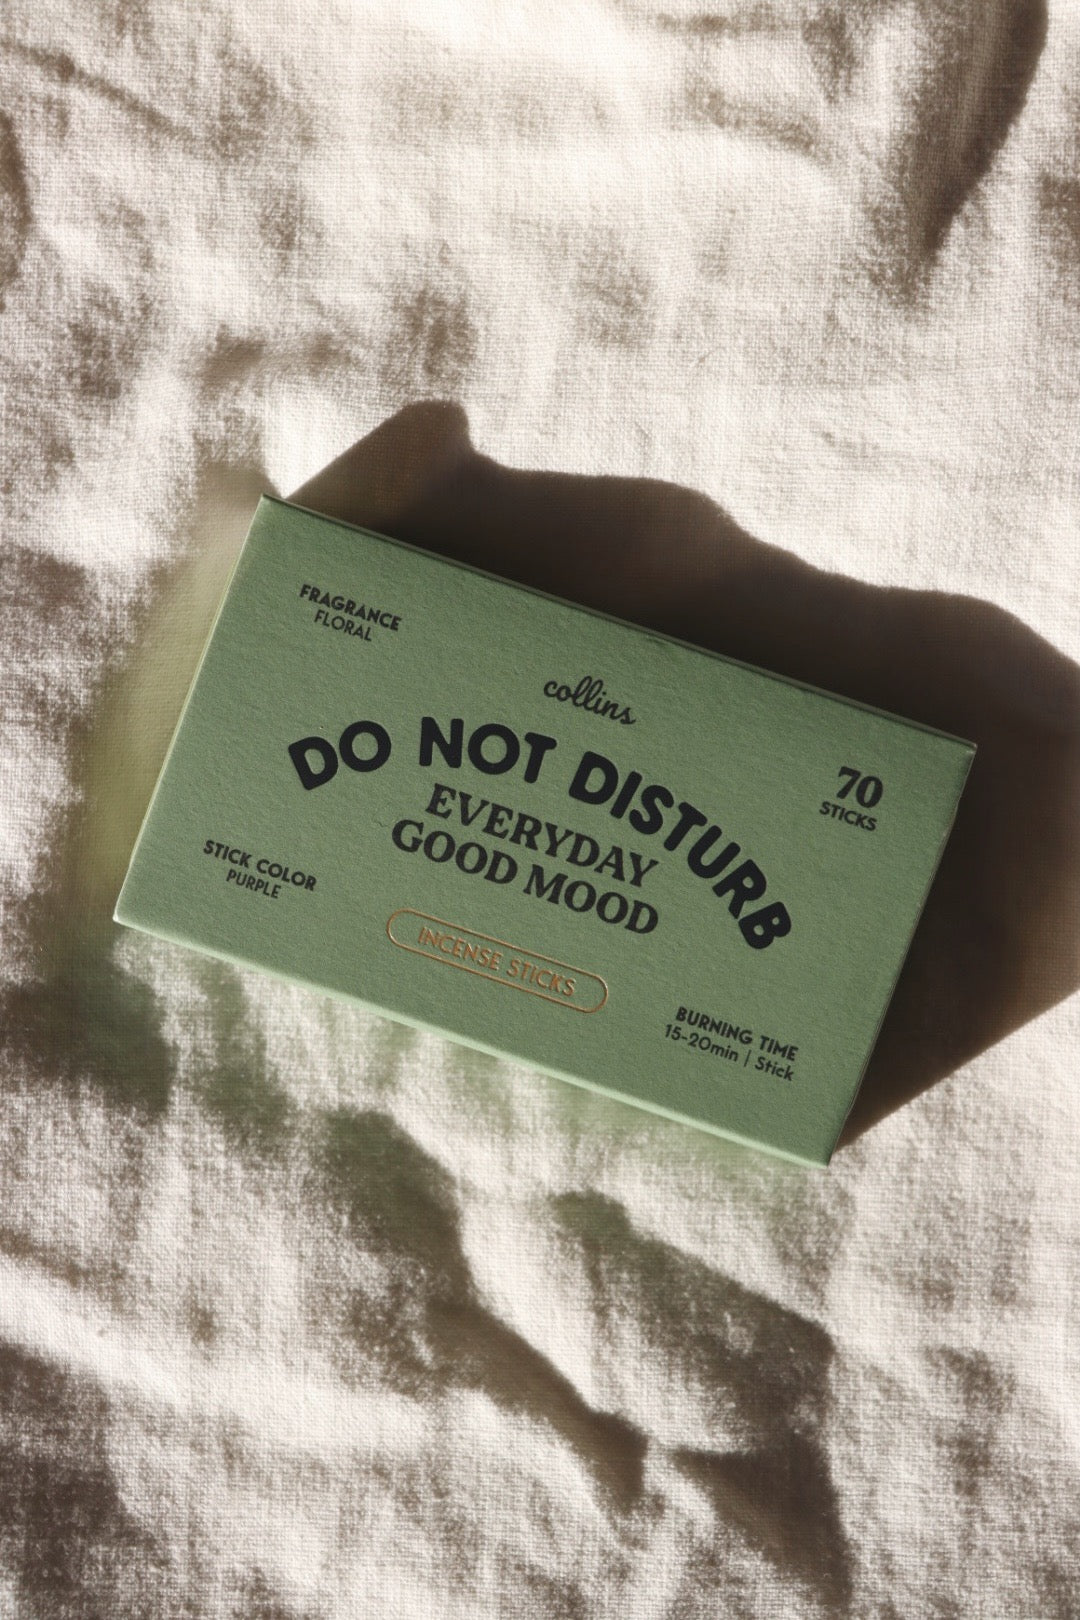 FRAGRANCE
FLORAL
collins
DO NOT DISTURB
EVERYDAY
GOOD MOOD
70
STICKS
STICK COLOR
PURPLE
INCENSE STICKS
BURNING TIME
15-20min | Stick